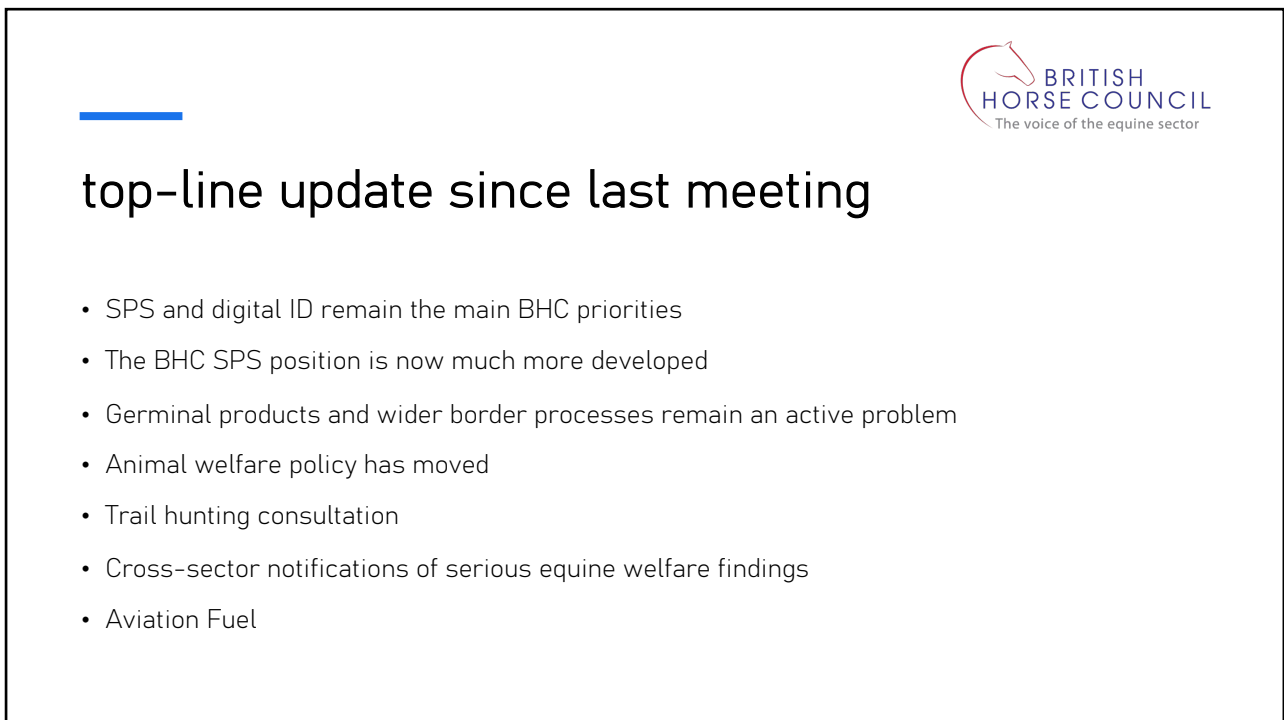 BRITISH
HORSE COUNCIL
The voice of the equine sector
top-line update since last meeting
• SPS and digital ID remain the main BHC priorities
• The BHC SPS position is now much more developed
• Germinal products and wider border processes remain an active problem
• Animal welfare policy has moved
• Trail hunting consultation
• Cross-sector notifications of serious equine welfare findings
• Aviation Fuel